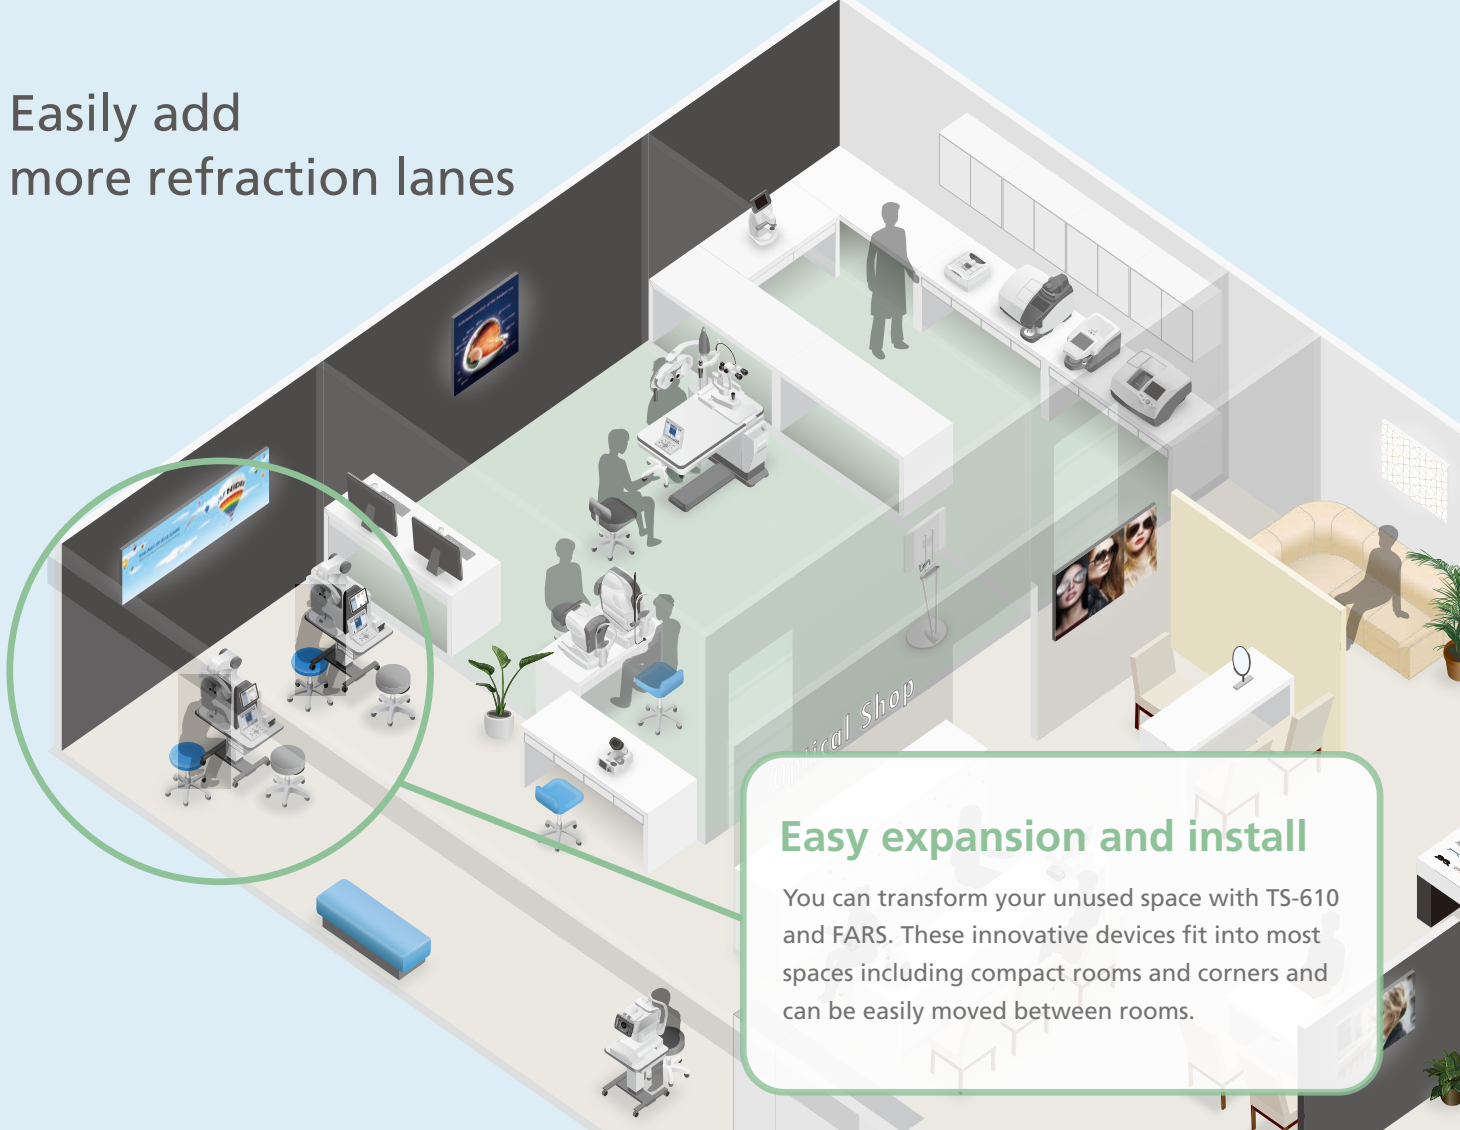 Easily add
more refraction lanes
NIDEK
Optical Shop
Easy expansion and install
You can transform your unused space with TS-610
and FARS. These innovative devices fit into most
spaces including compact rooms and corners and
can be easily moved between rooms.